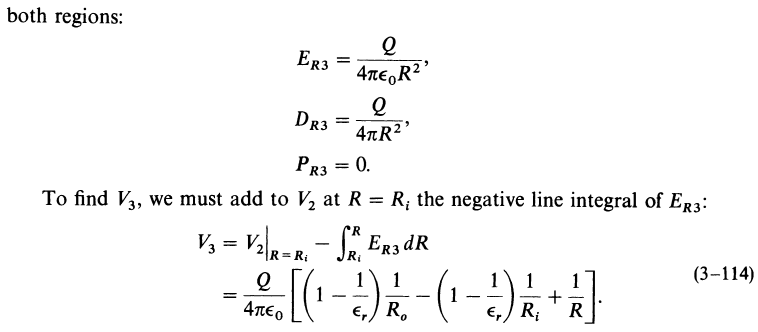 both regions:
E_{R3} = \frac{Q}{4\pi\epsilon_0 R^2},
D_{R3} = \frac{Q}{4\pi R^2},
P_{R3} = 0.
To find V_3, we must add to V_2 at R = R_i the negative line integral of E_{R3}:
V_3 = V_2|_{R=R_i} - \int_{R_i}^{R} E_{R3} dR
= \frac{Q}{4\pi\epsilon_0} \left[ \left( 1 - \frac{1}{\epsilon_r} \right) \frac{1}{R_o} - \left( 1 - \frac{1}{\epsilon_r} \right) \frac{1}{R_i} + \frac{1}{R} \right]. (3–114)